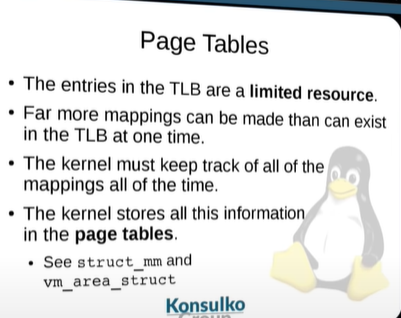 Page Tables
• The entries in the TLB are a limited resource.
• Far more mappings can be made than can exist
in the TLB at one time.
• The kernel must keep track of all of the
mappings all of the time.
• The kernel stores all this information
in the page tables.
• See struct_mm and
vm_area_struct
Konsulko
Group